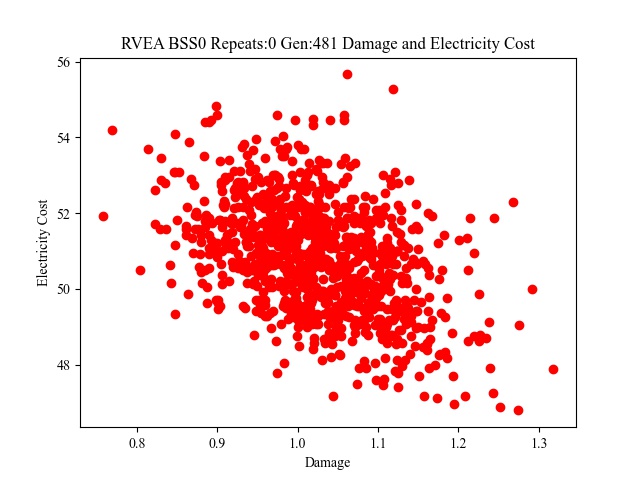 RVEA BSS0 Repeats:0 Gen:481 Damage and Electricity Cost
56
54
52
50
48
Electricity Cost
0.8 0.9 1.0 1.1 1.2 1.3
Damage